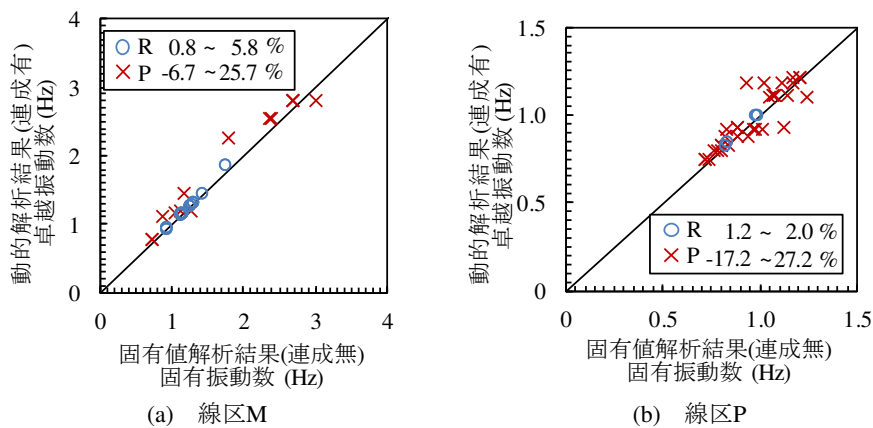 動的解析結果(連成有)
卓越振動数 (Hz)
4
3
2
1
0
R 0.8 ~ 5.8 %
P -6.7 ~25.7 %
0 1 2 3 4
固有値解析結果(連成無)
固有振動数 (Hz)
(a) 線区M
動的解析結果(連成有)
卓越振動数 (Hz)
1.5
1.0
0.5
0
R 1.2 ~ 2.0 %
P -17.2 ~27.2 %
0 0.5 1 1.5
固有値解析結果(連成無)
固有振動数 (Hz)
(b) 線区P